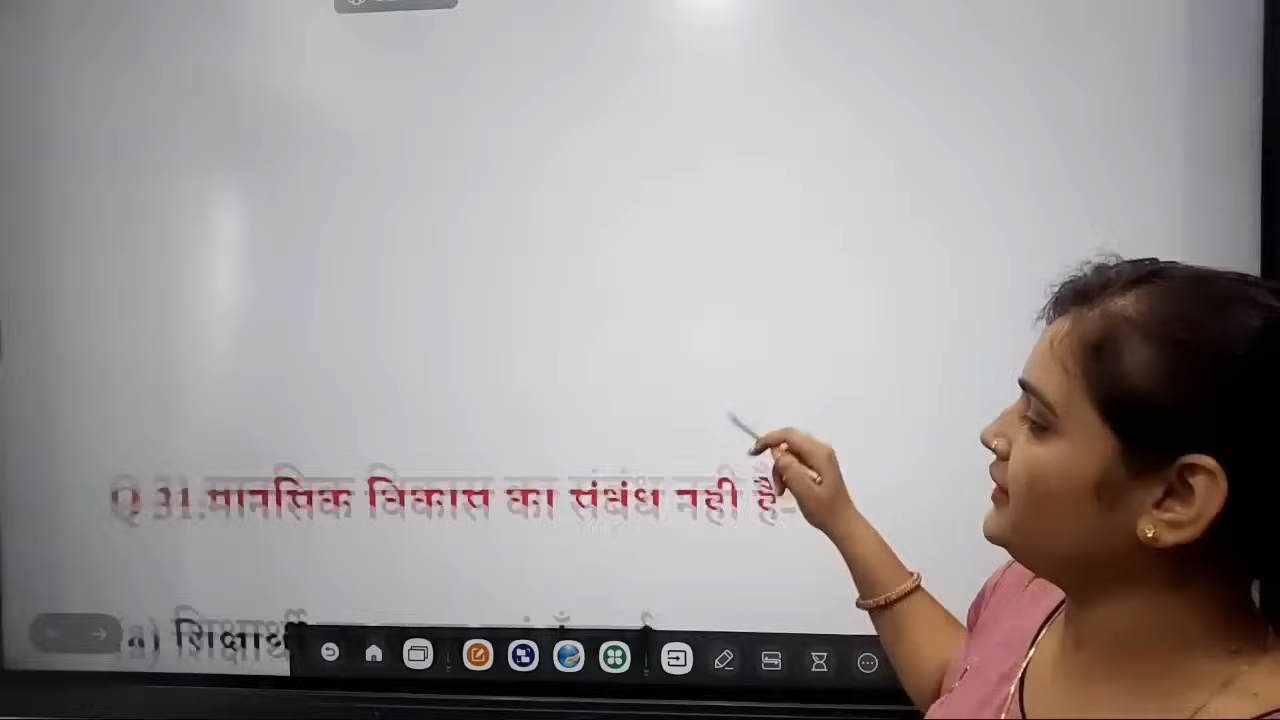 Q 31.मानसिक विकास का संबंध नही है-
(a) शिक्षार्थी